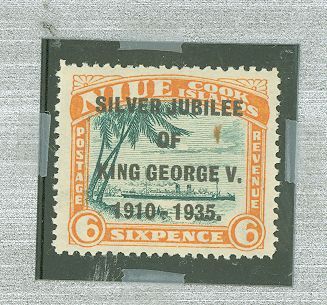 NIUE COOK ISLANDS
SILVER JUBILEE
OF
KING GEORGE V.
1910-1935.
POSTAGE
REVENUE
6 SIXPENCE 6